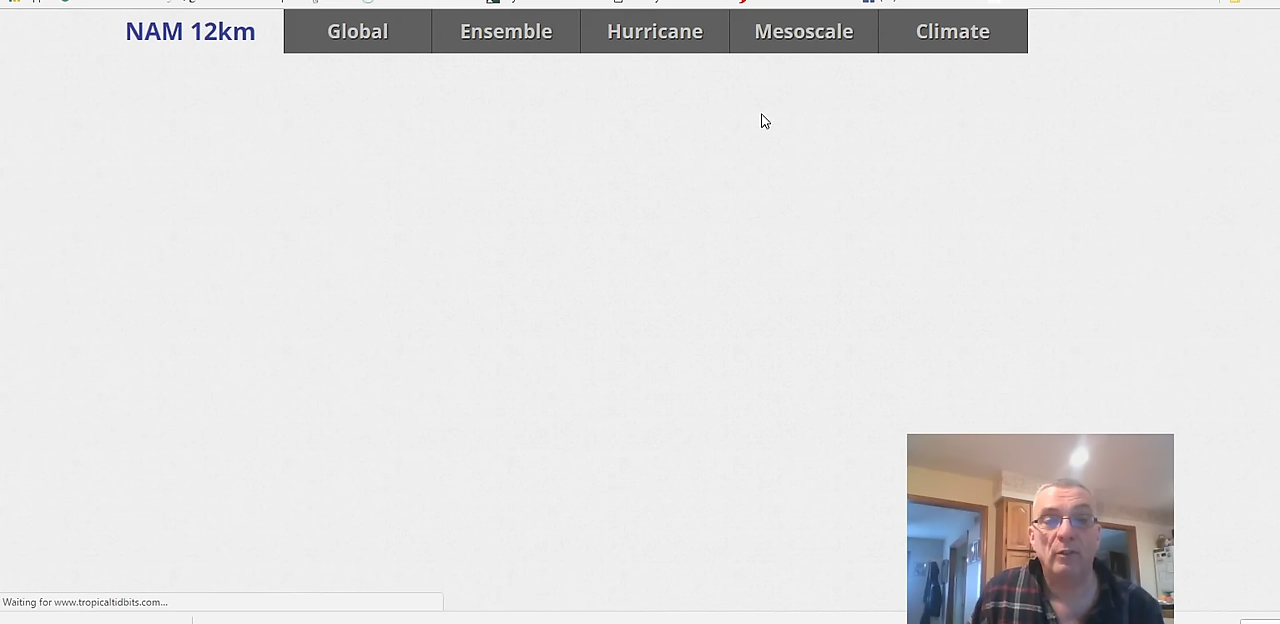 NAM 12km
Global
Ensemble
Hurricane
Mesoscale
Climate
Waiting for www.tropicaltidbits.com...